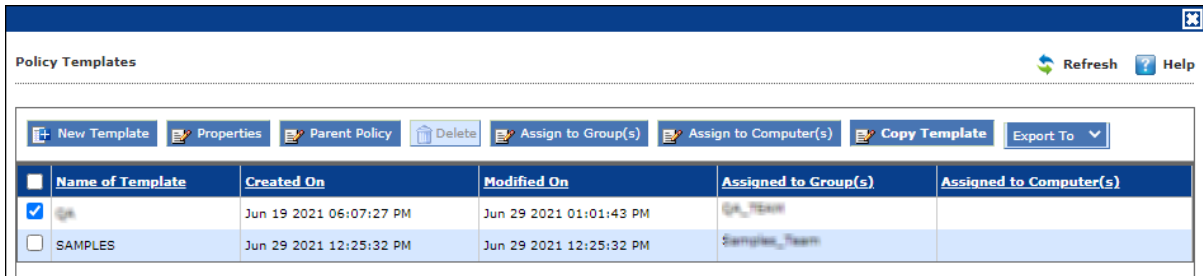 Policy Templates
Refresh Help
New Template Properties Parent Policy Delete Assign to Group(s) Assign to Computer(s) Copy Template Export To
Name of Template Created On Modified On Assigned to Group(s) Assigned to Computer(s)
QA Jun 19 2021 06:07:27 PM Jun 29 2021 01:01:43 PM QA_TEAM
SAMPLES Jun 29 2021 12:25:32 PM Jun 29 2021 12:25:32 PM Samples_Team